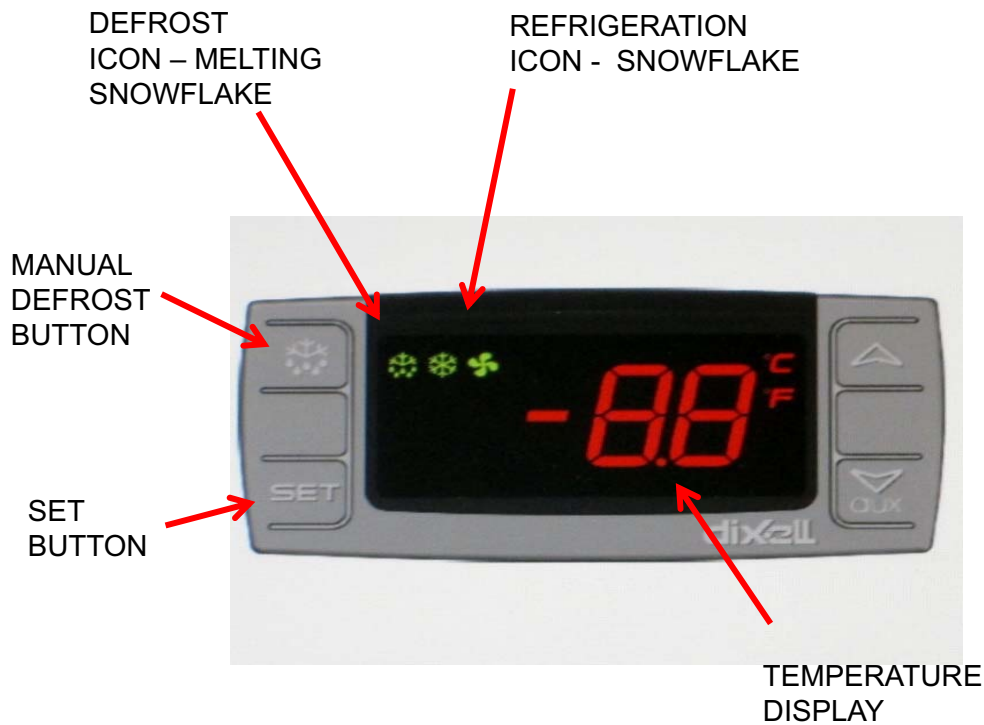 DEFROST
ICON – MELTING
SNOWFLAKE
REFRIGERATION
ICON - SNOWFLAKE
MANUAL
DEFROST
BUTTON
-8.8
°C
°F
SET
aux
dixell
SET
BUTTON
TEMPERATURE
DISPLAY